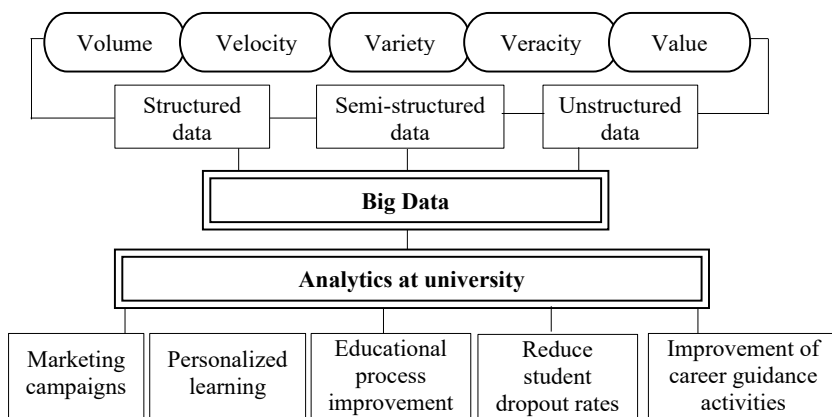 Volume
Velocity
Variety
Veracity
Value
Structured
data
Semi-structured
data
Unstructured
data
Big Data
Analytics at university
Marketing
campaigns
Personalized
learning
Educational
process
improvement
Reduce
student
dropout rates
Improvement of
career guidance
activities